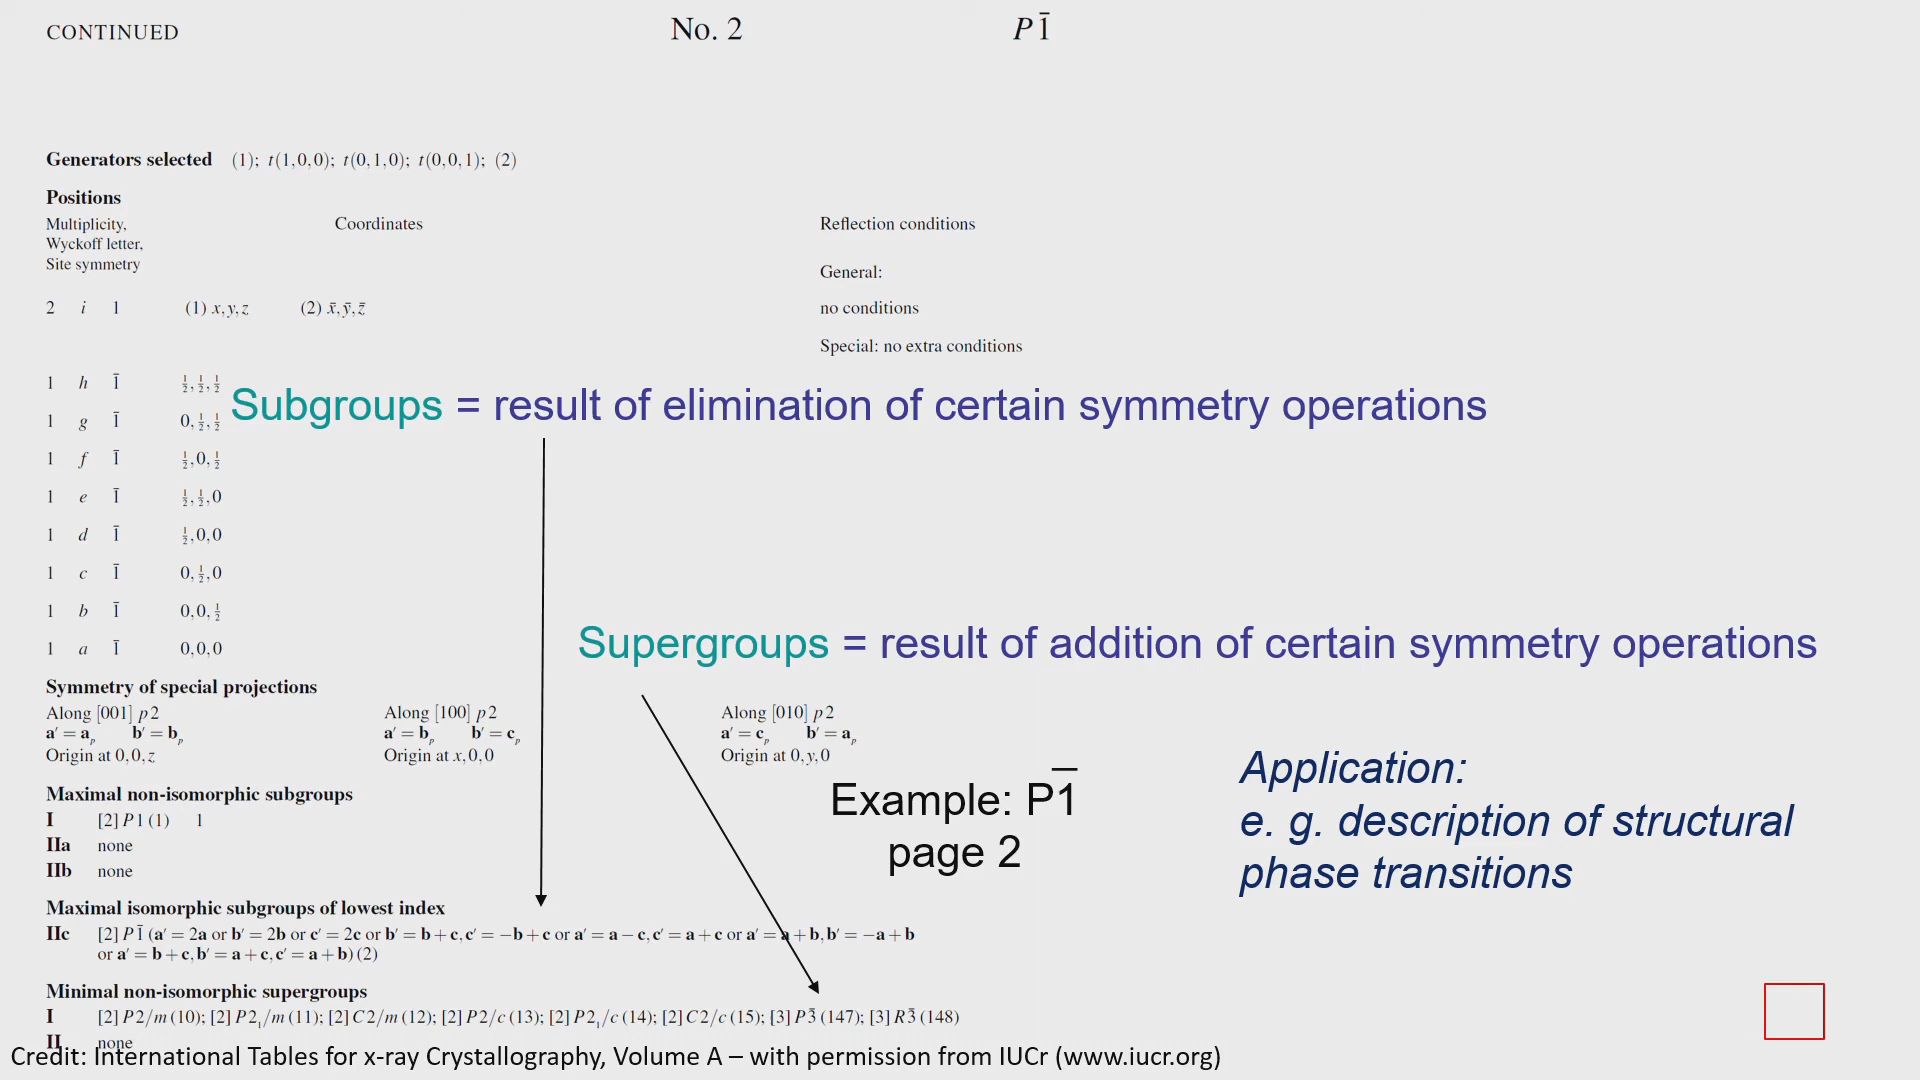 CONTINUED No. 2 P1̄
Generators selected (1); t(1,0,0); t(0,1,0); t(0,0,1); (2)
Positions
Multiplicity, Coordinates Reflection conditions
Wyckoff letter,
Site symmetry
General:
2 i 1 (1) x,y,z (2) x̄,ȳ,z̄ no conditions
Special: no extra conditions
1 h 1̄ ½,½,½
Subgroups = result of elimination of certain symmetry operations
1 g 1̄ 0,½,½
1 f 1̄ ½,0,½
1 e 1̄ ½,½,0
1 d 1̄ ½,0,0
1 c 1̄ 0,½,0
1 b 1̄ 0,0,½
Supergroups = result of addition of certain symmetry operations
1 a 1̄ 0,0,0
Symmetry of special projections
Along [001] p2 Along [100] p2 Along [010] p2
a′ = aₚ b′ = bₚ a′ = bₚ b′ = cₚ a′ = cₚ b′ = aₚ
Origin at 0,0,z Origin at x,0,0 Origin at 0,y,0
Example: P1̄
page 2
Application:
e. g. description of structural
phase transitions
Maximal non-isomorphic subgroups
I [2] P1 (1) 1
IIa none
IIb none
Maximal isomorphic subgroups of lowest index
IIc [2] P1̄ (a′ = 2a or b′ = 2b or c′ = 2c or b′ = b + c, c′ = −b + c or a′ = a − c, c′ = a + c or a′ = a + b, b′ = −a + b
or a′ = b + c, b′ = a + c, c′ = a + b) (2)
Minimal non-isomorphic supergroups
I [2] P2/m (10); [2] P2₁/m (11); [2] C2/m (12); [2] P2/c (13); [2] P2₁/c (14); [2] C2/c (15); [3] P3̄ (147); [3] R3̄ (148)
II none
Credit: International Tables for x-ray Crystallography, Volume A – with permission from IUCr (www.iucr.org)